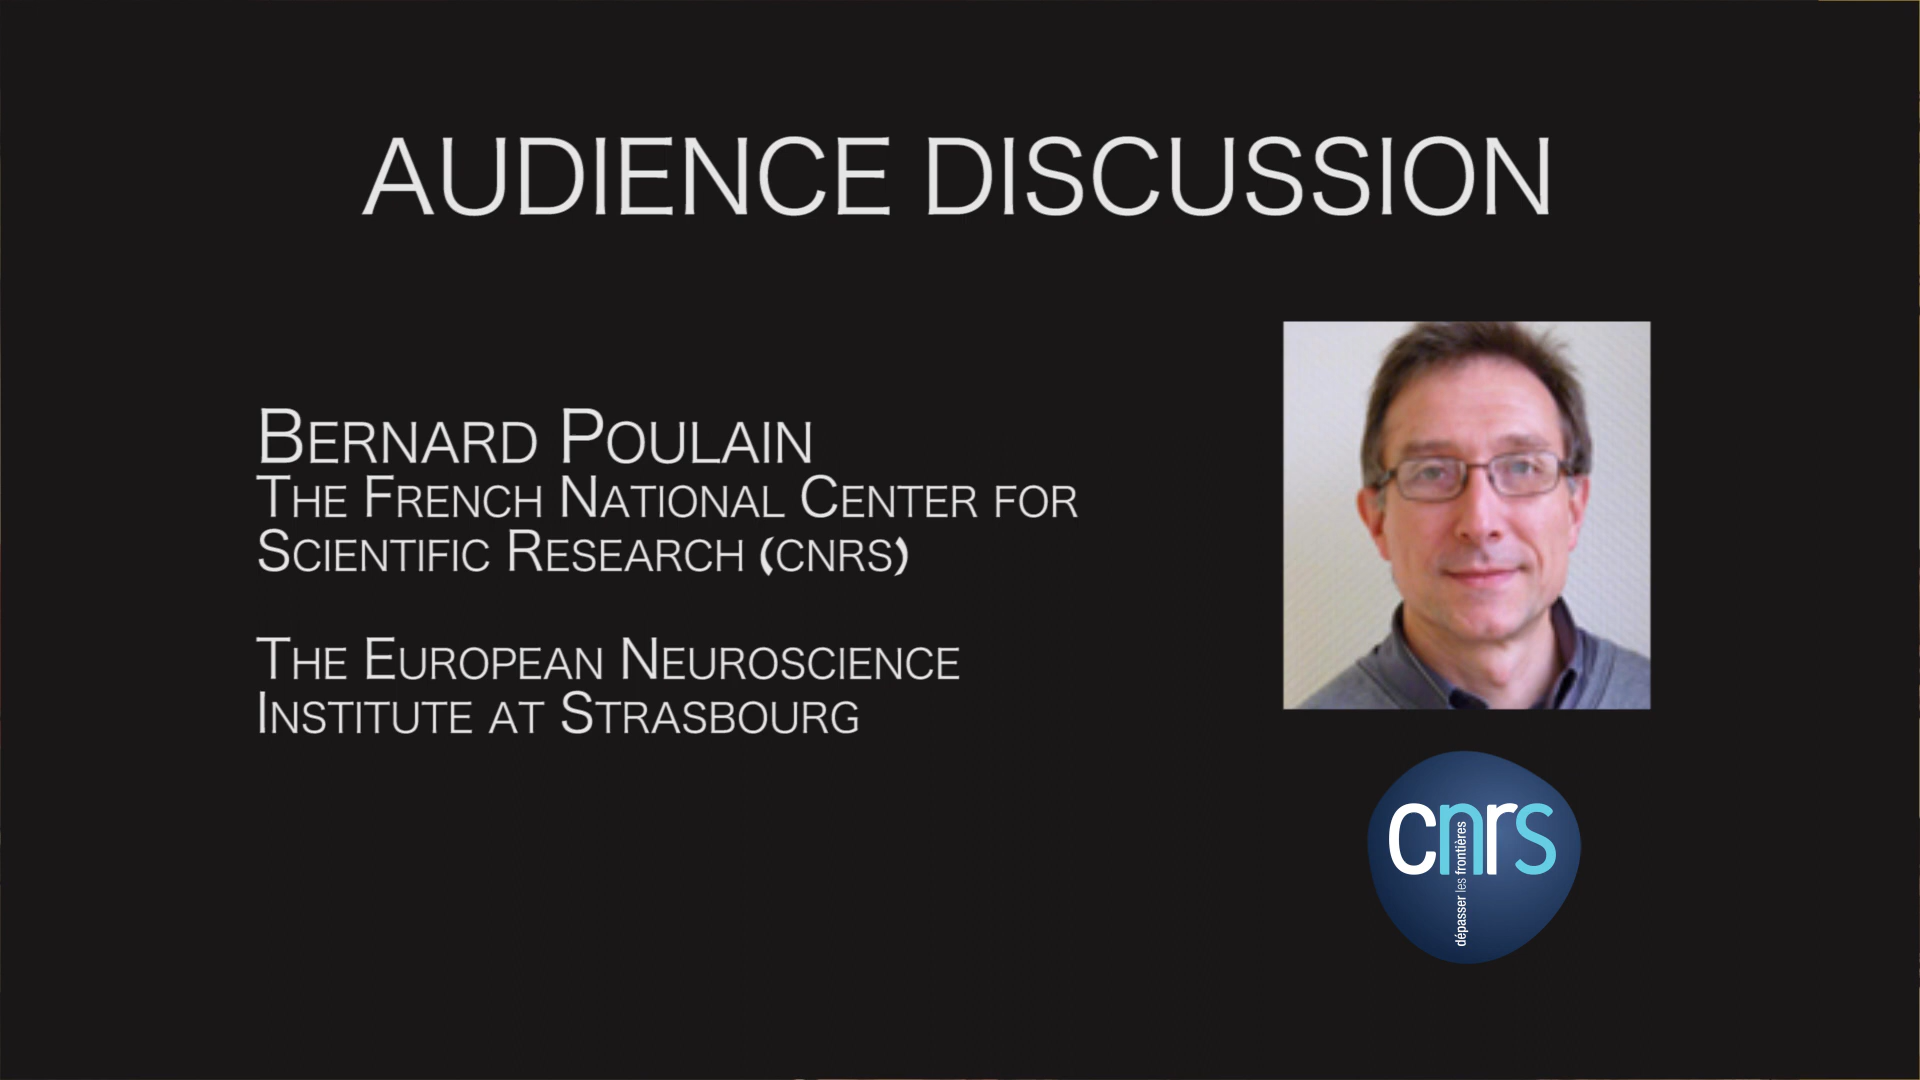 AUDIENCE DISCUSSION
BERNARD POULAIN
THE FRENCH NATIONAL CENTER FOR
SCIENTIFIC RESEARCH (CNRS)
THE EUROPEAN NEUROSCIENCE
INSTITUTE AT STRASBOURG
cnrs
dépasser les frontières